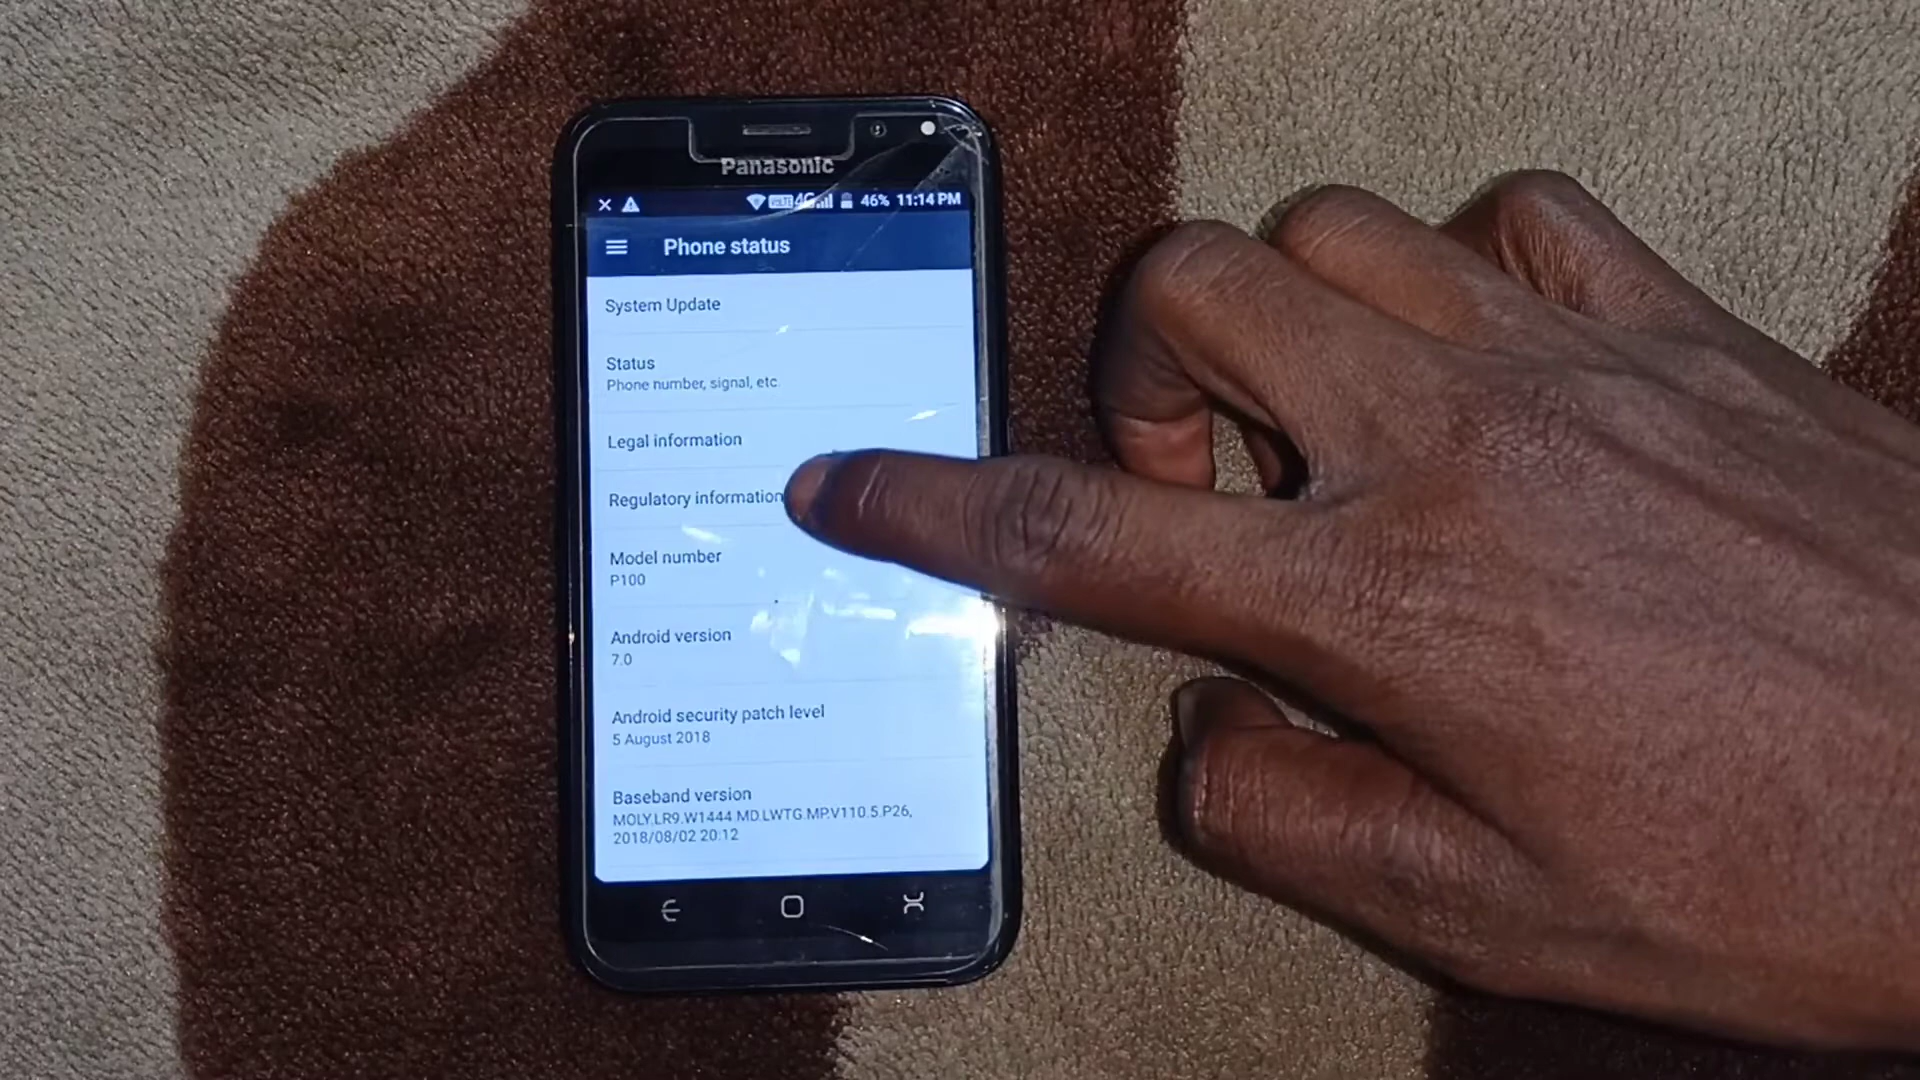 Panasonic
VOLTE 4G 46% 11:14 PM
Phone status
System Update
Status
Phone number, signal, etc.
Legal information
Regulatory information
Model number
P100
Android version
7.0
Android security patch level
5 August 2018
Baseband version
MOLY.LR9.W1444.MD.LWTG.MP.V110.5.P26,
2018/08/02 20:12